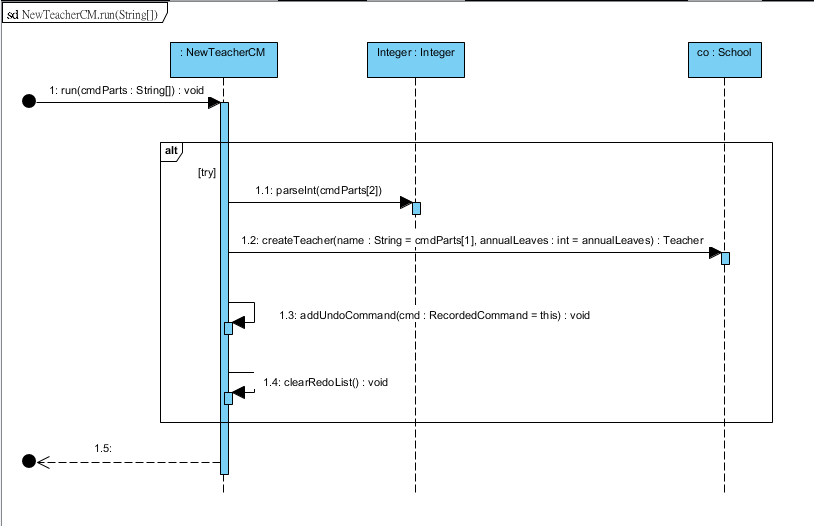 sd NewTeacherCM.run(String[])
: NewTeacherCM
Integer : Integer
co : School
1: run(cmdParts : String[]) : void
alt
[try]
1.1: parseInt(cmdParts[2])
1.2: createTeacher(name : String = cmdParts[1], annualLeaves : int = annualLeaves) : Teacher
1.3: addUndoCommand(cmd : RecordedCommand = this) : void
1.4: clearRedoList() : void
1.5: